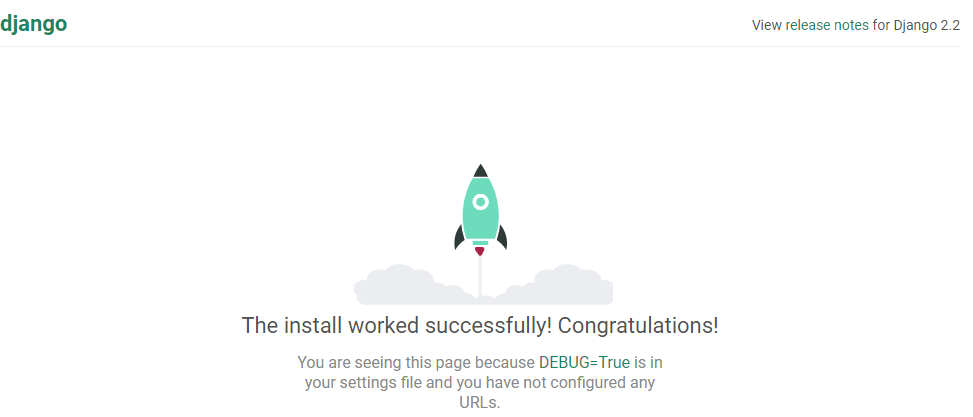 django
View release notes for Django 2.2
The install worked successfully! Congratulations!
You are seeing this page because DEBUG=True is in
your settings file and you have not configured any
URLs.